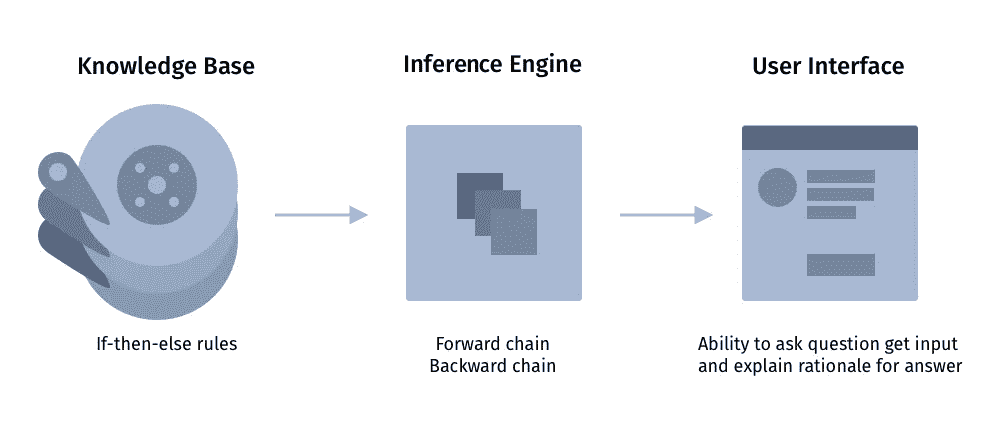 Knowledge Base
Inference Engine
User Interface
If-then-else rules
Forward chain
Backward chain
Ability to ask question get input
and explain rationale for answer